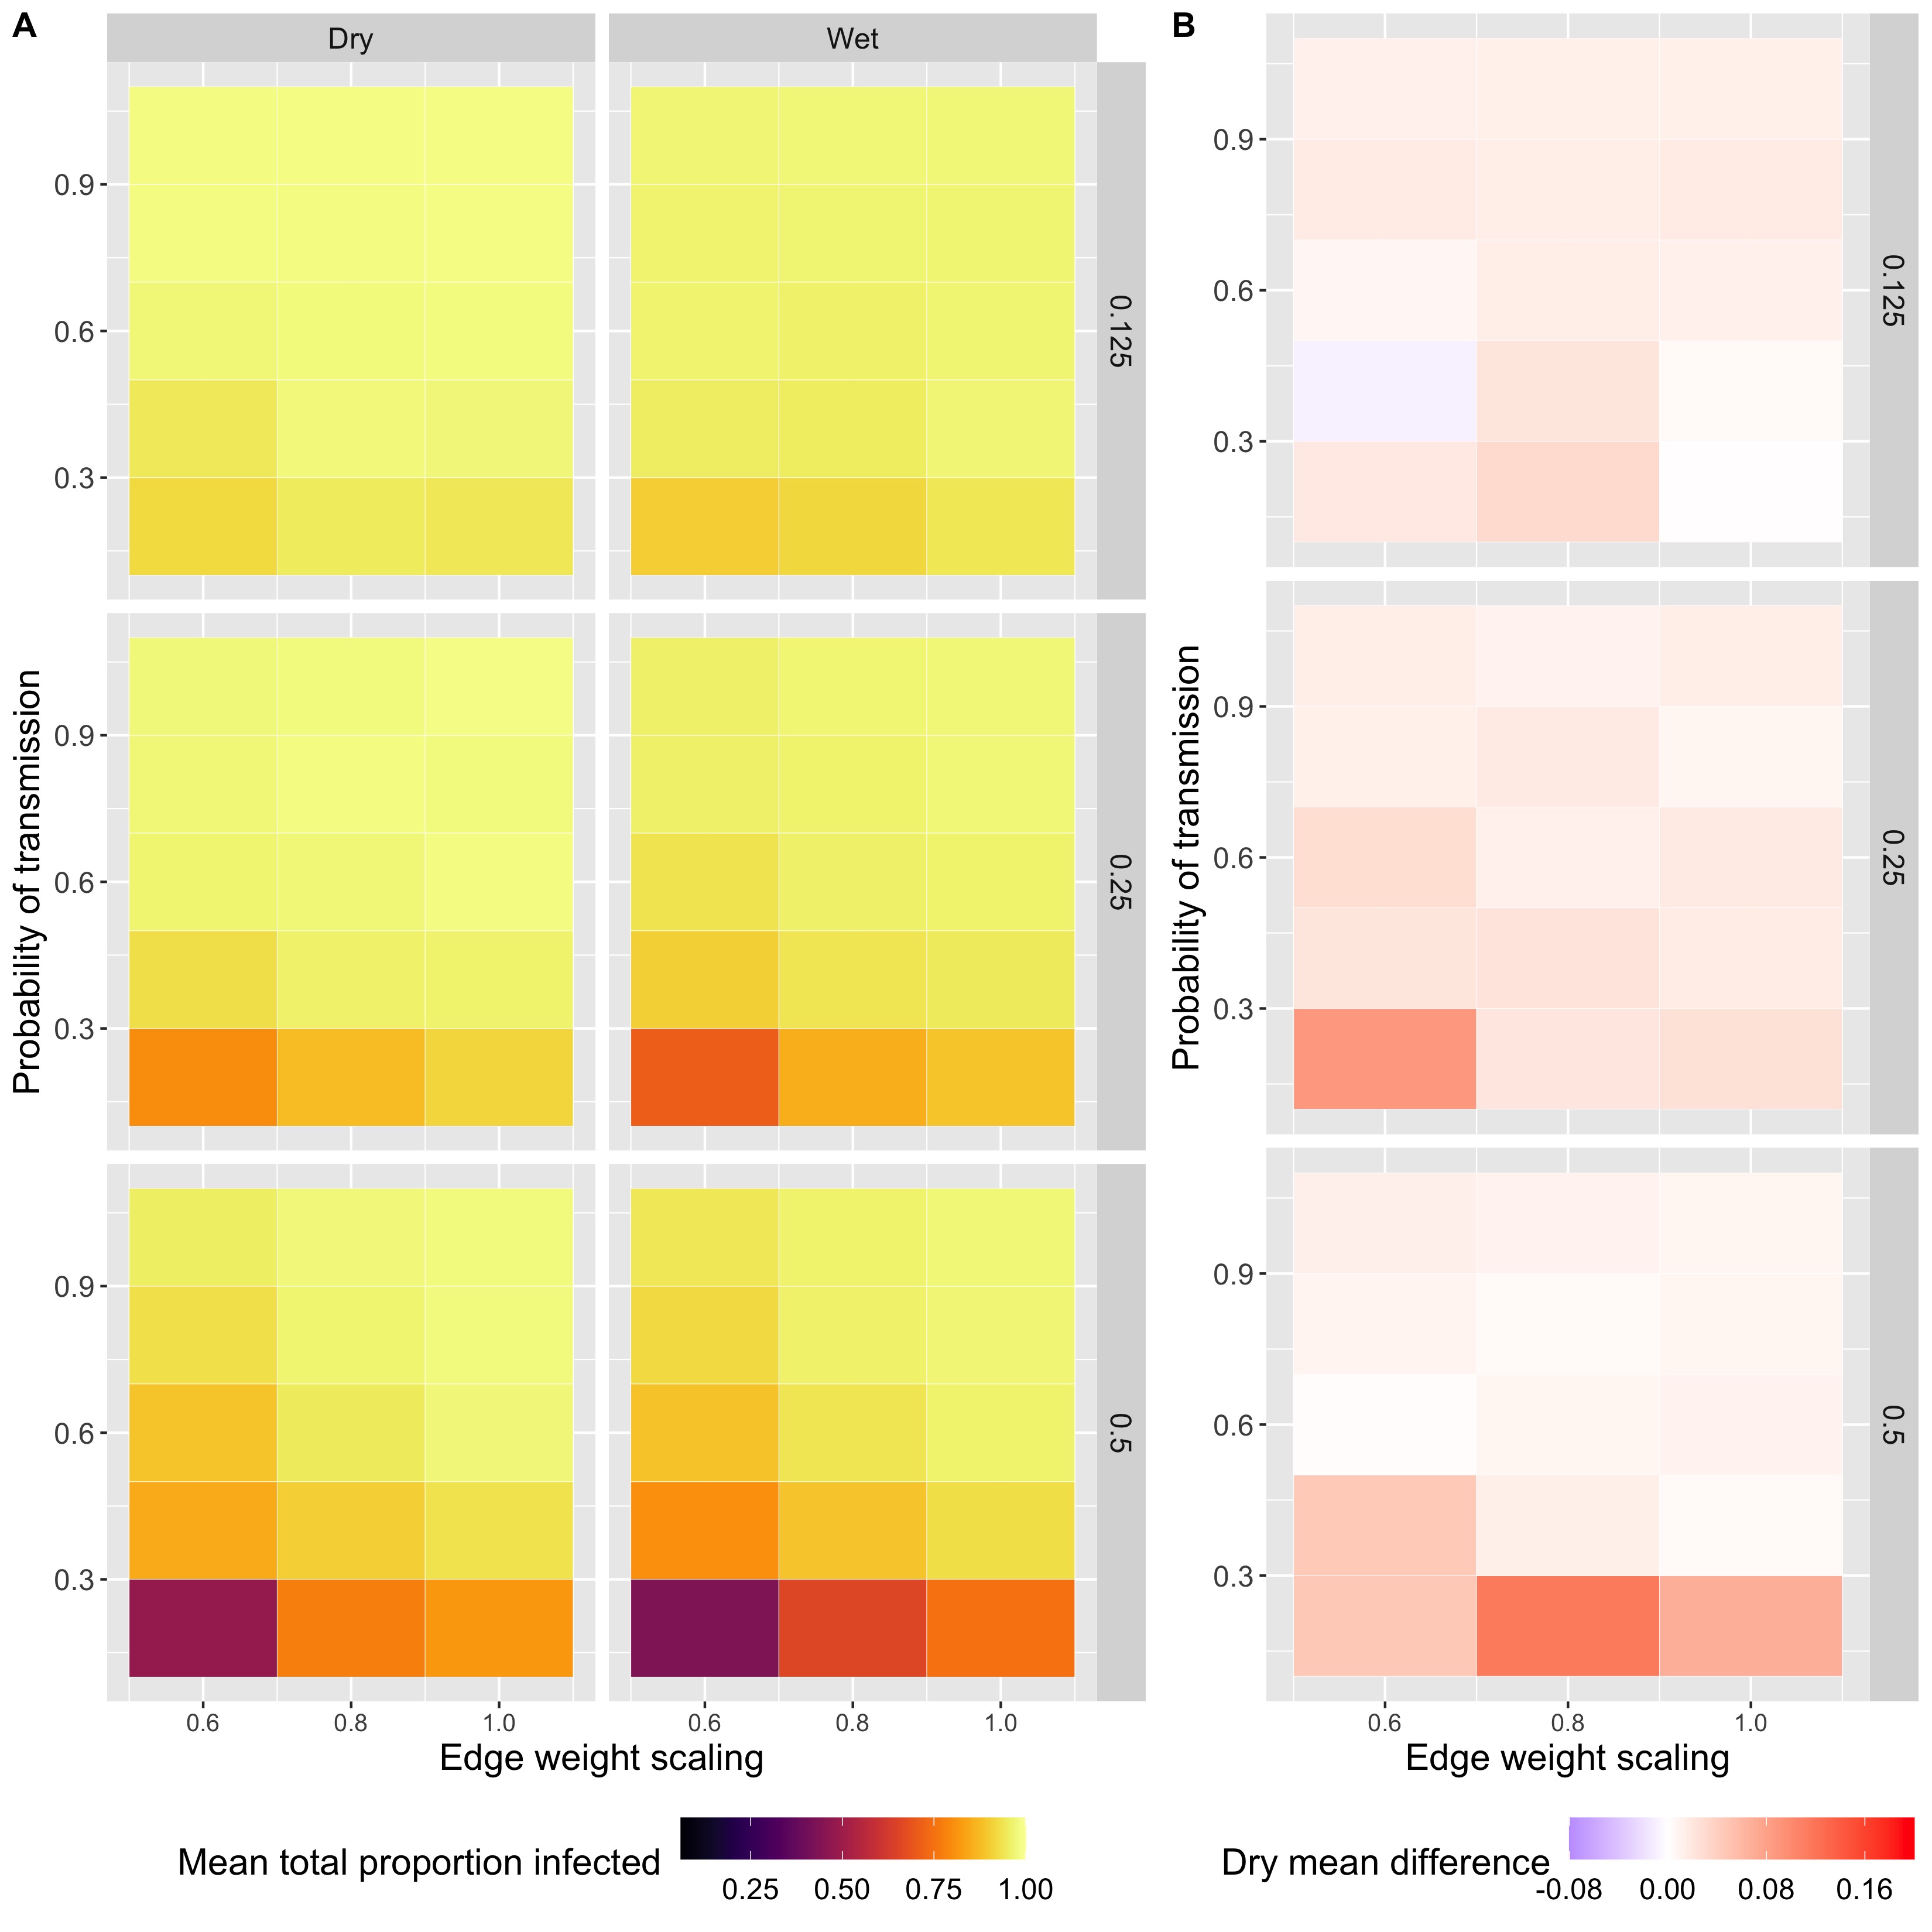 A
Dry
Wet
Probability of transmission
0.9
0.6
0.3
0.125
0.9
0.6
0.3
0.25
0.9
0.6
0.3
0.5
0.6 0.8 1.0
0.6 0.8 1.0
Edge weight scaling
Mean total proportion infected
0.25 0.50 0.75 1.00
B
Probability of transmission
0.9
0.6
0.3
0.125
0.9
0.6
0.3
0.25
0.9
0.6
0.3
0.5
0.6 0.8 1.0
Edge weight scaling
Dry mean difference
-0.08 0.00 0.08 0.16